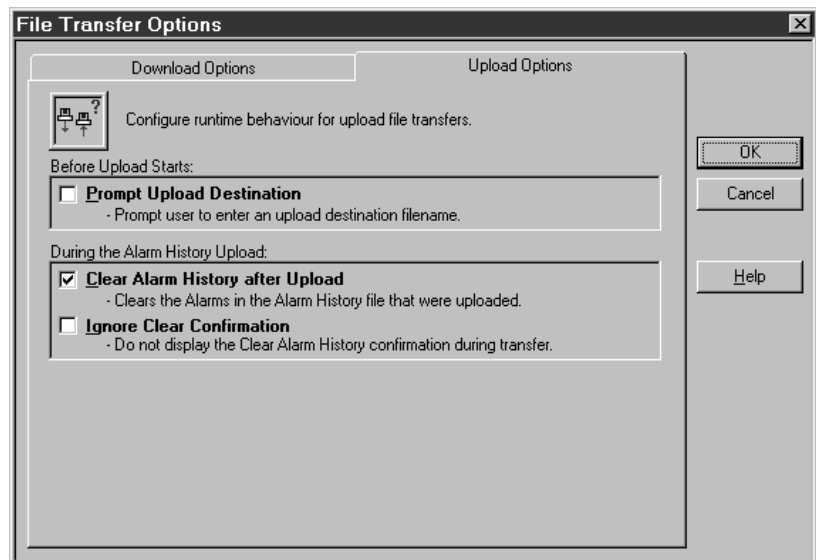 File Transfer Options
Download Options
Upload Options
?
Configure runtime behaviour for upload file transfers.
Before Upload Starts:
Prompt Upload Destination
- Prompt user to enter an upload destination filename.
During the Alarm History Upload:
Clear Alarm History after Upload
- Clears the Alarms in the Alarm History file that were uploaded.
Ignore Clear Confirmation
- Do not display the Clear Alarm History confirmation during transfer.
OK
Cancel
Help